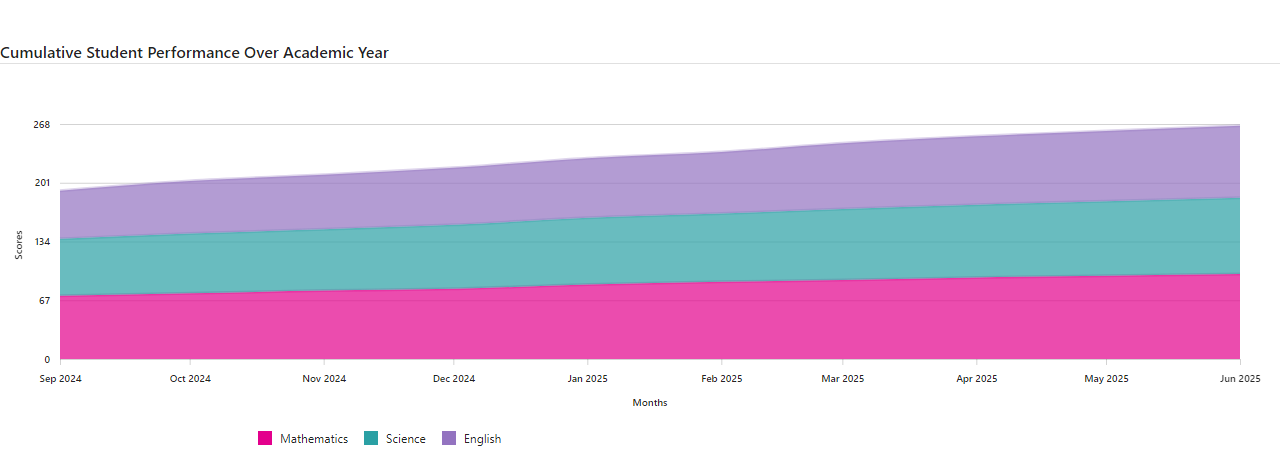 Cumulative Student Performance Over Academic Year
268
201
134
67
0
Scores
Sep 2024 Oct 2024 Nov 2024 Dec 2024 Jan 2025 Feb 2025 Mar 2025 Apr 2025 May 2025 Jun 2025
Months
Mathematics Science English